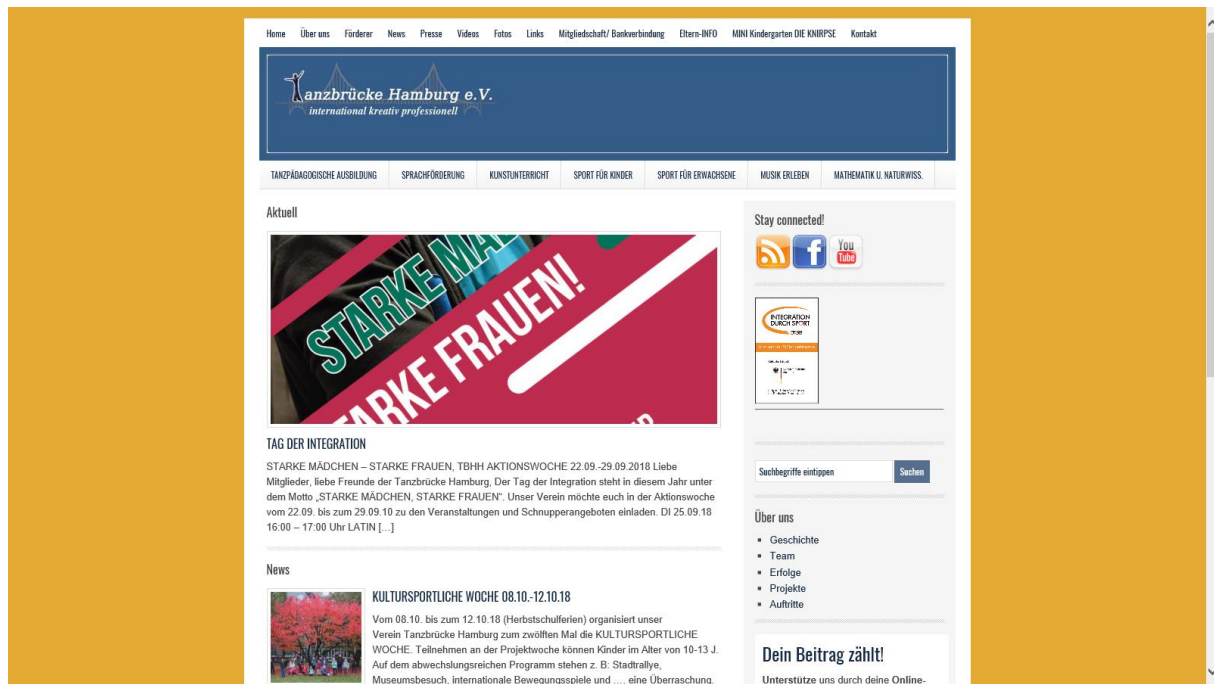 Home Über uns Förderer News Presse Videos Fotos Links Mitgliedschaft/ Bankverbindung Eltern-INFO MINI Kindergarten DIE KNIRPSE Kontakt
Tanzbrücke Hamburg e.V.
international kreativ professionell
TANZPÄDAGOGISCHE AUSBILDUNG SPRACHFÖRDERUNG KUNSTUNTERRICHT SPORT FÜR KINDER SPORT FÜR ERWACHSENE MUSIK ERLEBEN MATHEMATIK U. NATURWISS.
Aktuell
STARKE
STARKE FRAUEN!
TAG DER INTEGRATION
STARKE MÄDCHEN – STARKE FRAUEN, TBHH AKTIONSWOCHE 22.09.-29.09.2018 Liebe
Mitglieder, liebe Freunde der Tanzbrücke Hamburg, Der Tag der Integration steht in diesem Jahr unter
dem Motto „STARKE MÄDCHEN, STARKE FRAUEN“. Unser Verein möchte euch in der Aktionswoche
vom 22.09. bis zum 29.09.10 zu den Veranstaltungen und Schnupperangeboten einladen. DI 25.09.18
16:00 – 17:00 Uhr LATIN […]
News
KULTURSPORTLICHE WOCHE 08.10.-12.10.18
Vom 08.10. bis zum 12.10.18 (Herbstschulferien) organisiert unser
Verein Tanzbrücke Hamburg zum zwölften Mal die KULTURSPORTLICHE
WOCHE. Teilnehmen an der Projektwoche können Kinder im Alter von 10-13 J.
Auf dem abwechslungsreichen Programm stehen z. B: Stadtrallye,
Museumsbesuch, internationale Bewegungsspiele und …. eine Überraschung.
Stay connected!
You
Tube
INTEGRATION
DURCH SPORT
Suchbegriffe eintippen Suchen
Über uns
Geschichte
Team
Erfolge
Projekte
Auftritte
Dein Beitrag zählt!
Unterstütze uns durch deine Online-